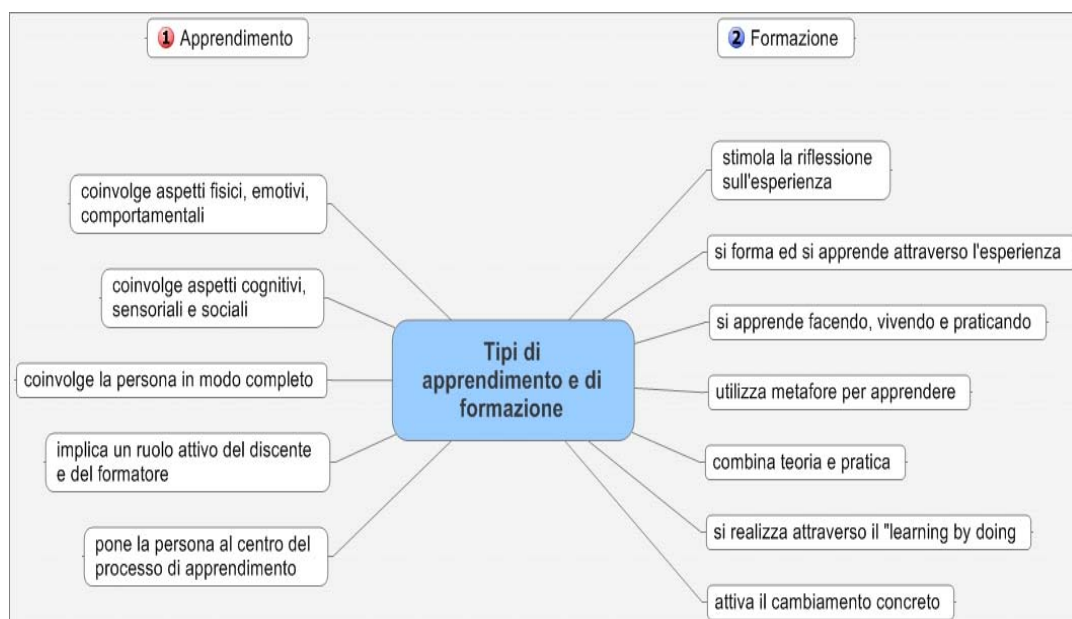 1 Apprendimento
2 Formazione
coinvolge aspetti fisici, emotivi,
comportamentali
coinvolge aspetti cognitivi,
sensoriali e sociali
coinvolge la persona in modo completo
implica un ruolo attivo del discente
e del formatore
pone la persona al centro del
processo di apprendimento
Tipi di
apprendimento e di
formazione
stimola la riflessione
sull'esperienza
si forma ed si apprende attraverso l'esperienza
si apprende facendo, vivendo e praticando
utilizza metafore per apprendere
combina teoria e pratica
si realizza attraverso il "learning by doing
attiva il cambiamento concreto